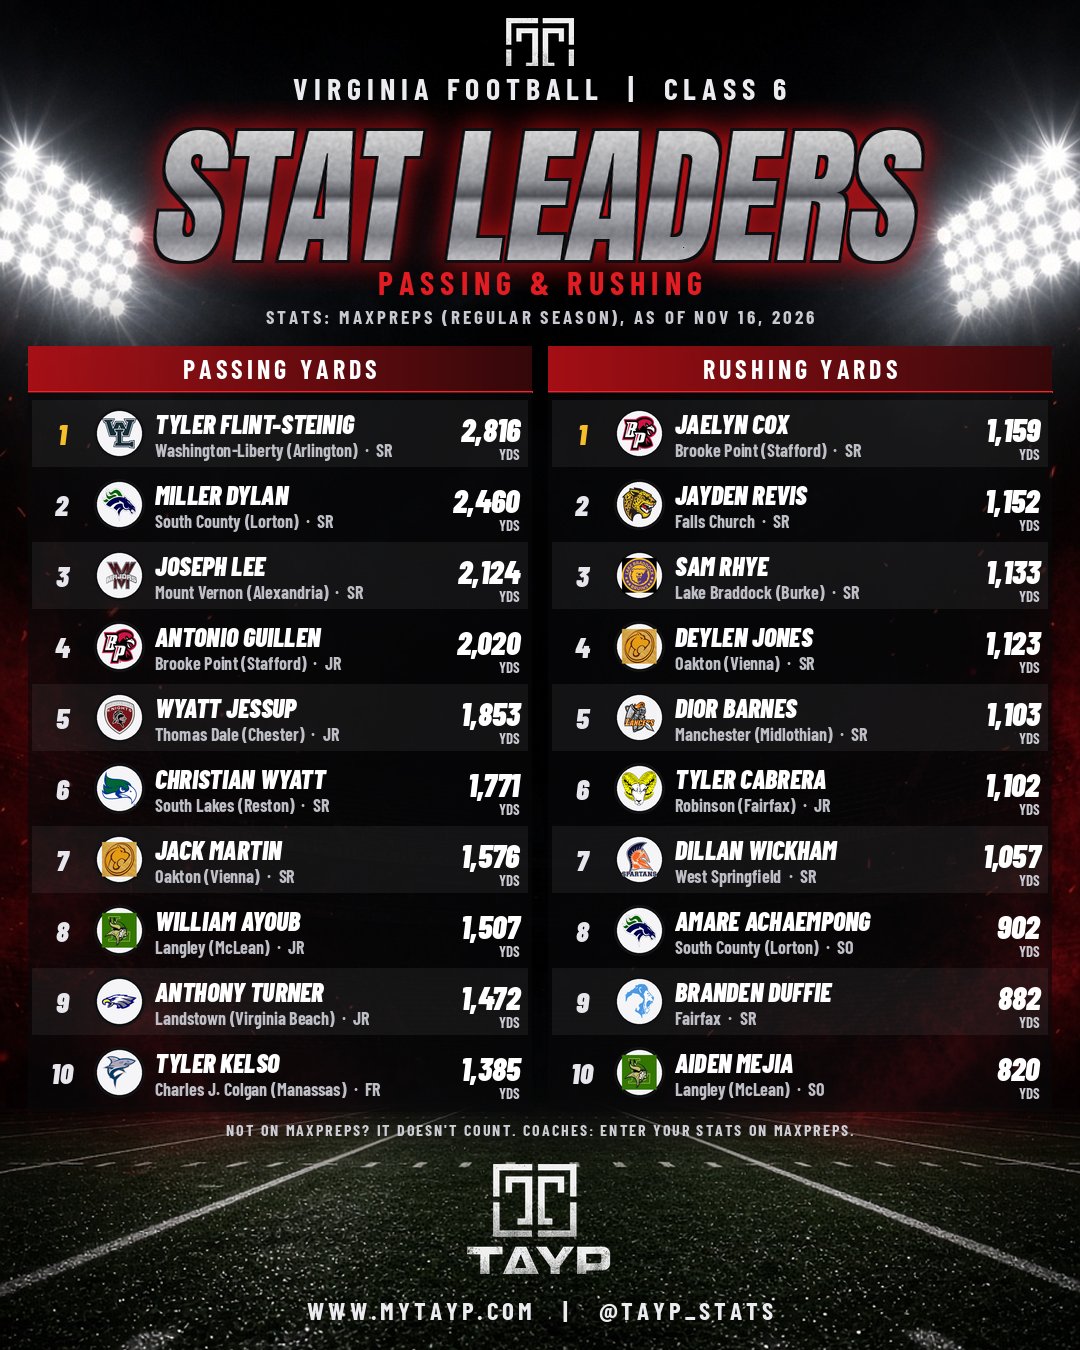 VIRGINIA FOOTBALL | CLASS 6
STAT LEADERS
PASSING & RUSHING
STATS: MAXPREPS (REGULAR SEASON), AS OF NOV 16, 2026
PASSING YARDS
1 TYLER FLINT-STEINIG 2,816
Washington-Liberty (Arlington) · SR YDS
2 MILLER DYLAN 2,460
South County (Lorton) · SR YDS
3 JOSEPH LEE 2,124
Mount Vernon (Alexandria) · SR YDS
4 ANTONIO GUILLEN 2,020
Brooke Point (Stafford) · JR YDS
5 WYATT JESSUP 1,853
Thomas Dale (Chester) · JR YDS
6 CHRISTIAN WYATT 1,771
South Lakes (Reston) · SR YDS
7 JACK MARTIN 1,576
Oakton (Vienna) · SR YDS
8 WILLIAM AYOUB 1,507
Langley (McLean) · JR YDS
9 ANTHONY TURNER 1,472
Landstown (Virginia Beach) · JR YDS
10 TYLER KELSO 1,385
Charles J. Colgan (Manassas) · FR YDS
RUSHING YARDS
1 JAELYN COX 1,159
Brooke Point (Stafford) · SR YDS
2 JAYDEN REVIS 1,152
Falls Church · SR YDS
3 SAM RHYE 1,133
Lake Braddock (Burke) · SR YDS
4 DEYLEN JONES 1,123
Oakton (Vienna) · SR YDS
5 DIOR BARNES 1,103
Manchester (Midlothian) · SR YDS
6 TYLER CABRERA 1,102
Robinson (Fairfax) · JR YDS
7 DILLAN WICKHAM 1,057
SPARTANS West Springfield · SR YDS
8 AMARE ACHAEMPONG 902
South County (Lorton) · SO YDS
9 BRANDEN DUFFIE 882
Fairfax · SR YDS
10 AIDEN MEJIA 820
Langley (McLean) · SO YDS
NOT ON MAXPREPS? IT DOESN'T COUNT. COACHES: ENTER YOUR STATS ON MAXPREPS.
TAYP
WWW.MYTAYP.COM | @TAYP_STATS